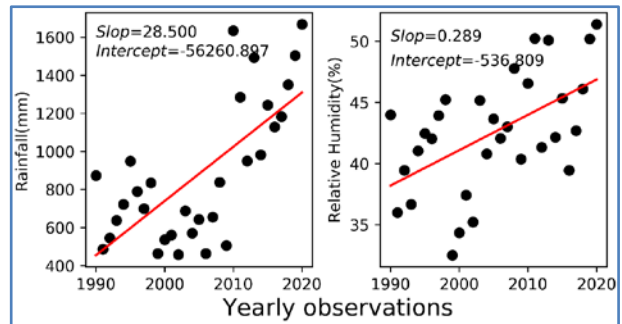 Slop=28.500
Intercept=-56260.897
Rainfall(mm)
1600
1400
1200
1000
800
600
400
1990
2000
2010
2020
Slop=0.289
Intercept=-536.809
Relative Humidity(%)
50
45
40
35
1990
2000
2010
2020
Yearly observations